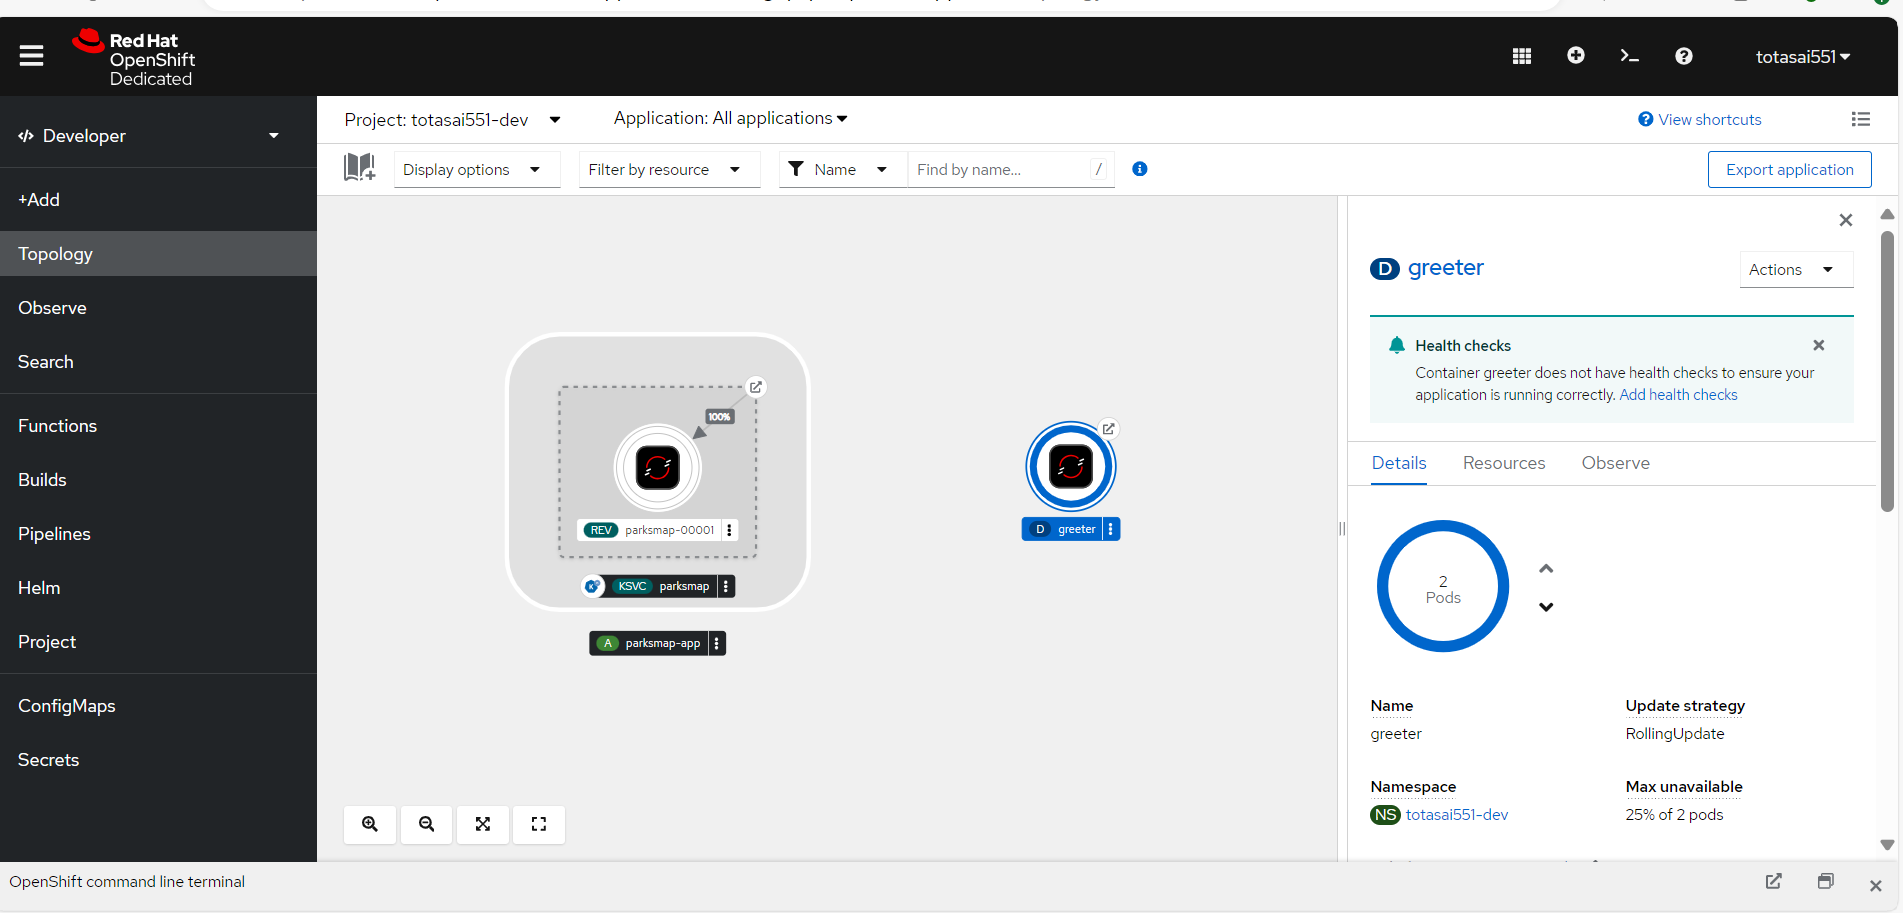 Red Hat
OpenShift
Dedicated
totasai551
Developer
+Add
Topology
Observe
Search
Functions
Builds
Pipelines
Helm
Project
ConfigMaps
Secrets
Project: totasai551-dev
Application: All applications
View shortcuts
Display options
Filter by resource
Name
Find by name...
/
Export application
100%
REV parksmap-00001
KSVC parksmap
A parksmap-app
D greeter
D greeter
Actions
Health checks
Container greeter does not have health checks to ensure your
application is running correctly. Add health checks
Details Resources Observe
2
Pods
Name
greeter
Update strategy
RollingUpdate
Namespace
NS totasai551-dev
Max unavailable
25% of 2 pods
OpenShift command line terminal